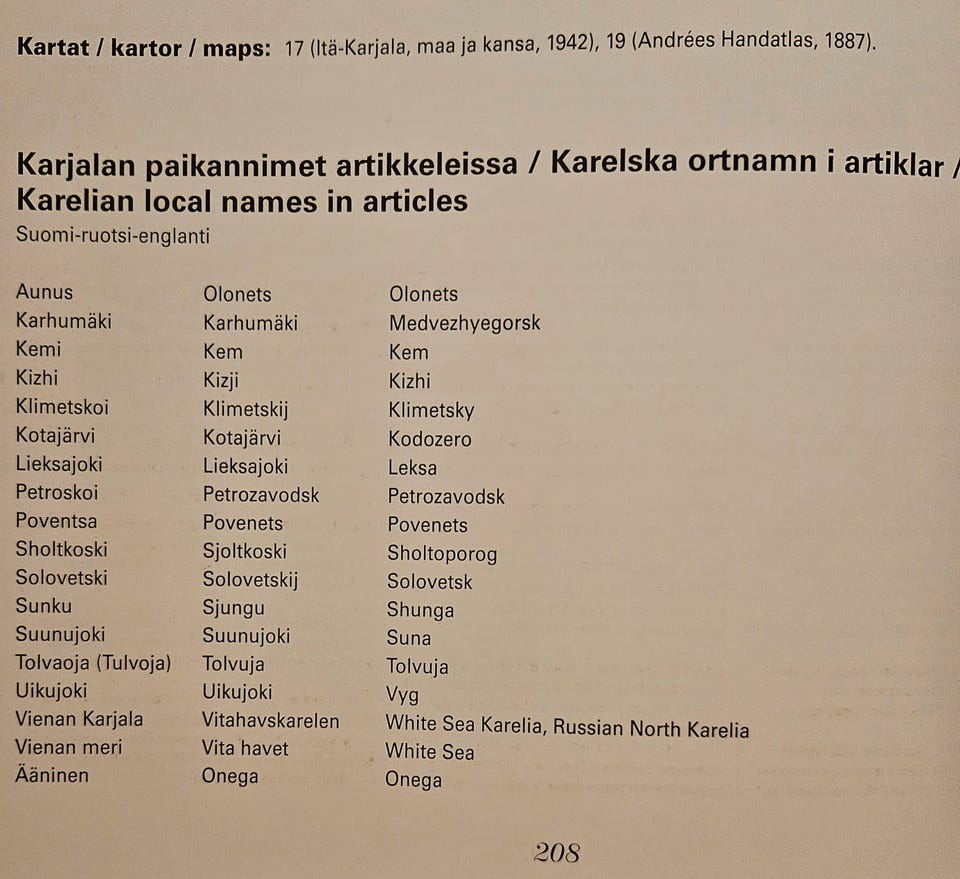 Kartat / kartor / maps: 17 (Itä-Karjala, maa ja kansa, 1942), 19 (Andrées Handatlas, 1887).
Karjalan paikannimet artikkeleissa / Karelska ortnamn i artiklar /
Karelian local names in articles
Suomi-ruotsi-englanti
Aunus Olonets Olonets
Karhumäki Karhumäki Medvezhyegorsk
Kemi Kem Kem
Kizhi Kizji Kizhi
Klimetskoi Klimetskij Klimetsky
Kotajärvi Kotajärvi Kodozero
Lieksajoki Lieksajoki Leksa
Petroskoi Petrozavodsk Petrozavodsk
Poventsa Povenets Povenets
Sholtkoski Sjoltkoski Sholtoporog
Solovetski Solovetskij Solovetsk
Sunku Sjungu Shunga
Suunujoki Suunujoki Suna
Tolvaoja (Tulvoja) Tolvuja Tolvuja
Uikujoki Uikujoki Vyg
Vienan Karjala Vitahavskarelen White Sea Karelia, Russian North Karelia
Vienan meri Vita havet White Sea
Ääninen Onega Onega
208